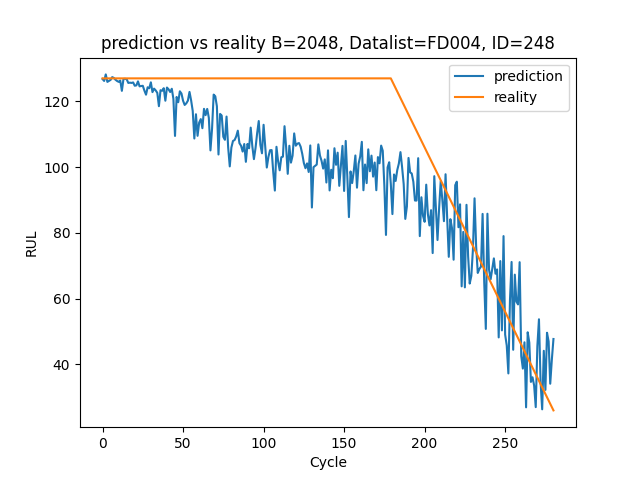 prediction vs reality B=2048, Datalist=FD004, ID=248
prediction
reality
120
100
80
60
40
RUL
0 50 100 150 200 250
Cycle